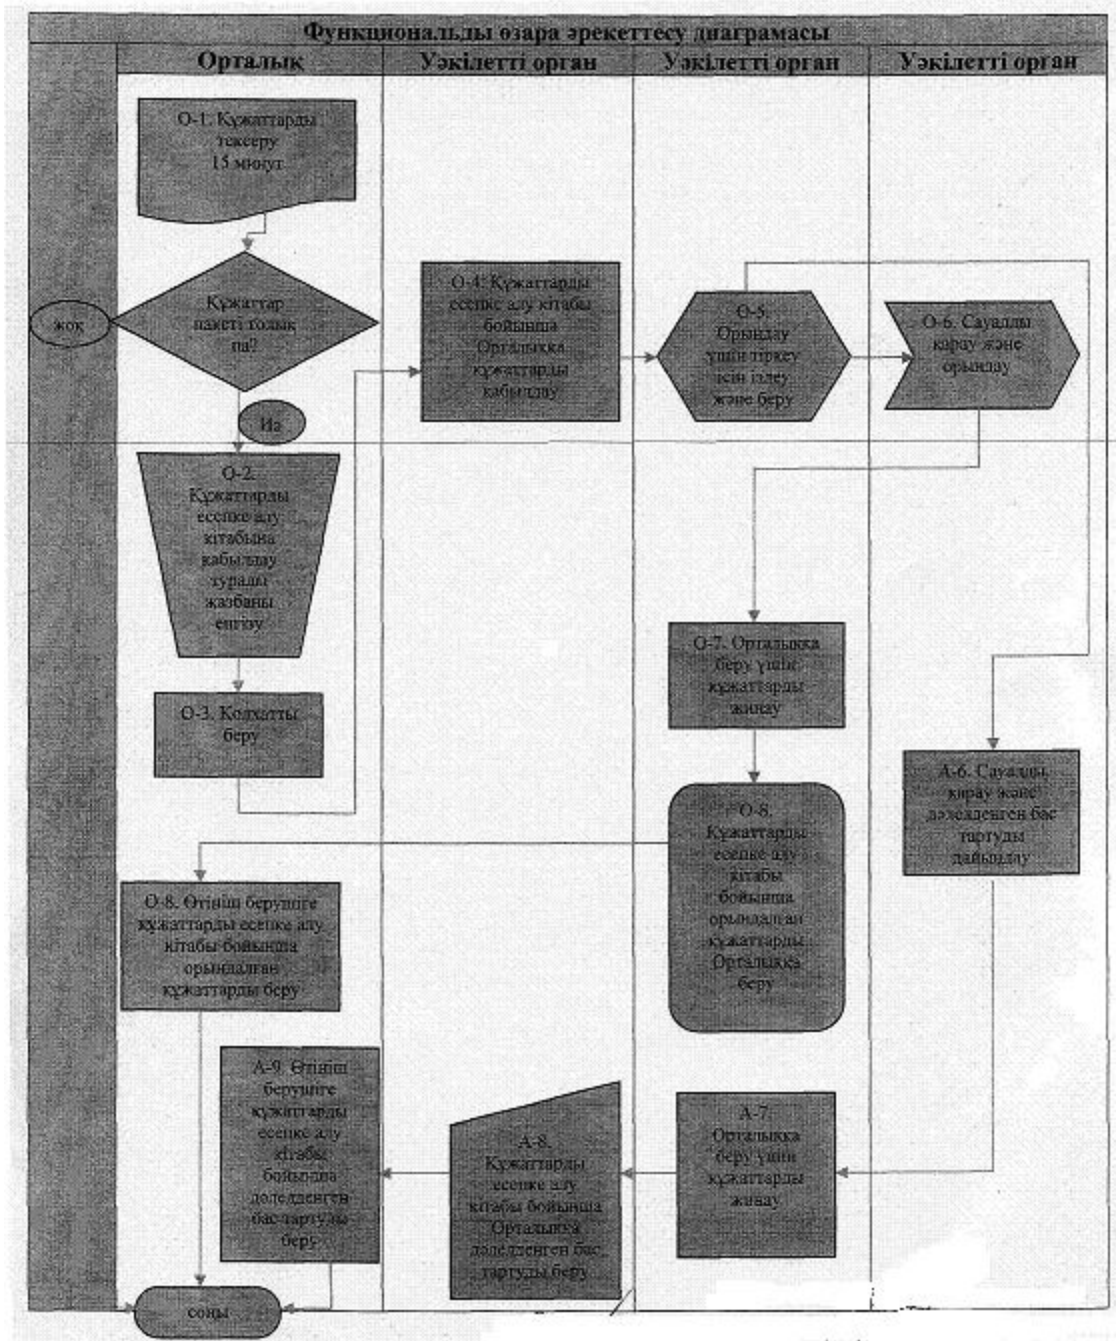 Функциональды өзара әрекеттесу диаграмасы
Орталық
Уәкілетті орган
Уәкілетті орган
Уәкілетті орган
О-1. Құжаттарды
тексеру
15 минут
Құжаттар
пакеті толық
па?
жоқ
Иә
О-2.
Құжаттарды
есепке алу
кітабына
қабылдау
туралы
жазбаны
енгізу
О-3. Қолхатты
беру
О-4. Құжаттарды
есепке алу кітабы
бойынша
Орталыққа
құжаттарды
қабылдау
О-5.
Орындау
үшін тіркеу
ісін іздеу
және беру
О-6. Сауалды
қарау және
орындау
О-7. Орталыққа
беру үшін
құжаттарды
жинау
А-6. Сауалды
қарау және
дәлелденген бас
тартуды
дайындау
О-8.
Құжаттарды
есепке алу
кітабы
бойынша
орындалған
құжаттарды
Орталыққа
беру
О-8. Өтініш берушіге
құжаттарды есепке алу
кітабы бойынша
орындалған
құжаттарды беру
А-9. Өтініш
берушіге
құжаттарды
есепке алу
кітабы
бойынша
дәлелденген
бас тартуды
беру
А-8.
Құжаттарды
есепке алу
кітабы бойынша
Орталыққа
дәлелденген бас
тартуды беру
А-7.
Орталыққа
беру үшін
құжаттарды
жинау
соңы